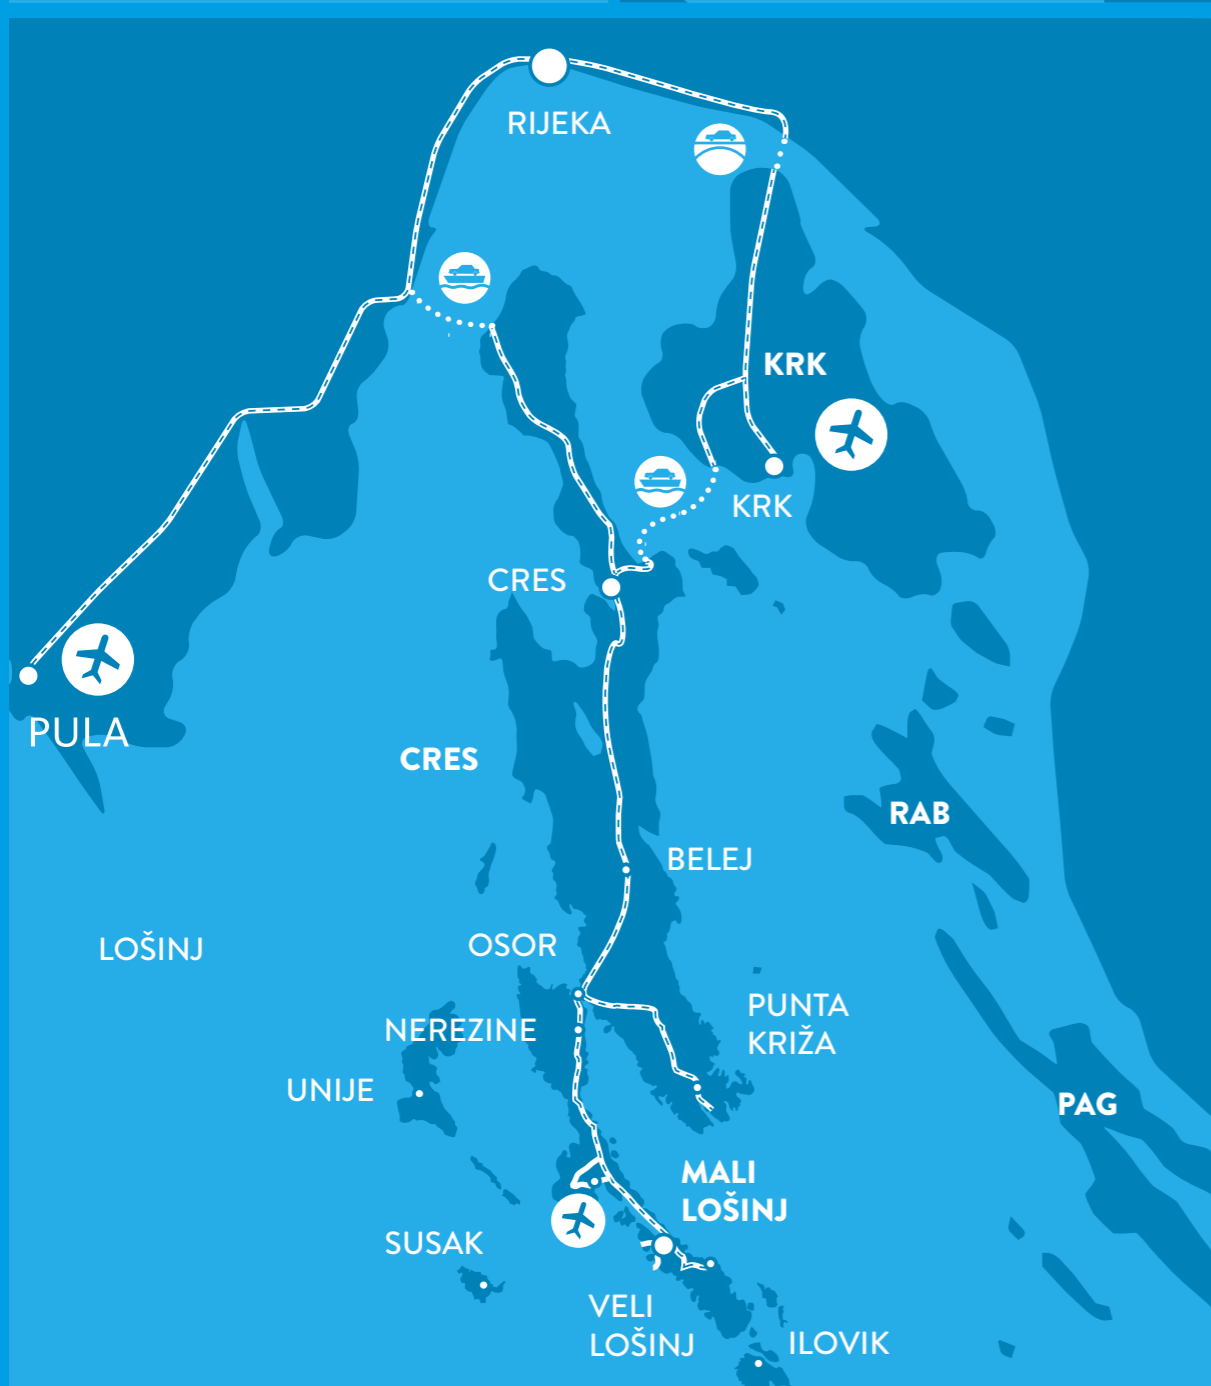 RIJEKA
KRK
KRK
CRES
PULA
CRES
RAB
BELEJ
LOŠINJ
OSOR
PUNTA
KRIŽA
NEREZINE
UNIJE
PAG
MALI
LOŠINJ
SUSAK
VELI
LOŠINJ
ILOVIK